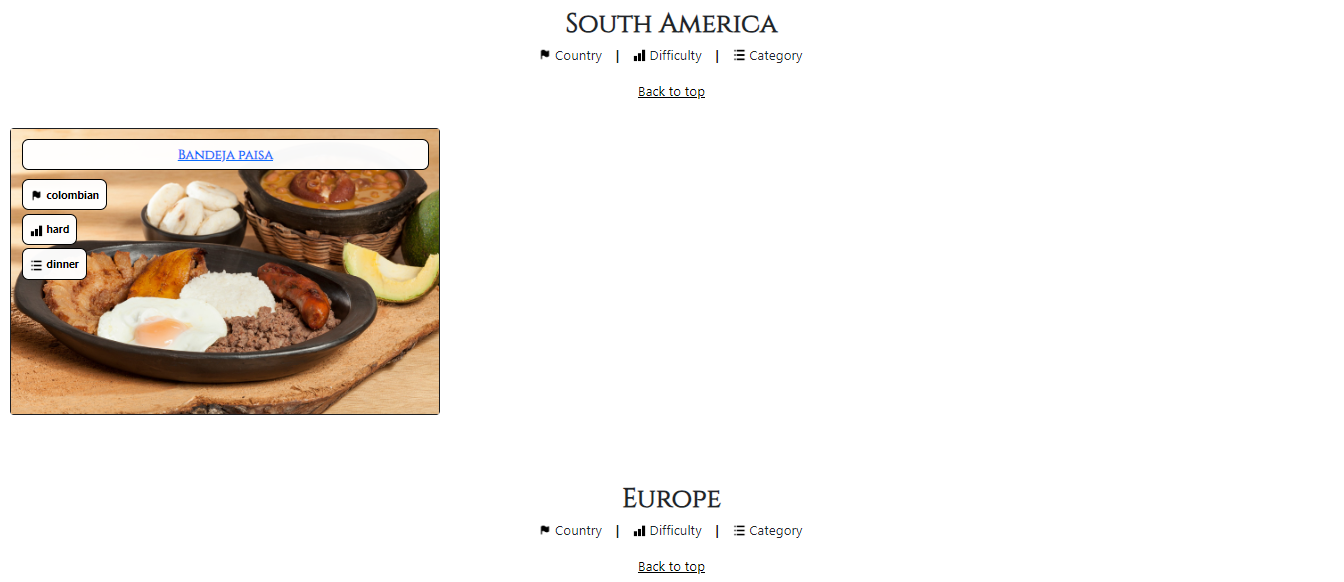 South America
Country | Difficulty | Category
Back to top
Bandeja paisa
colombian
hard
dinner
Europe
Country | Difficulty | Category
Back to top